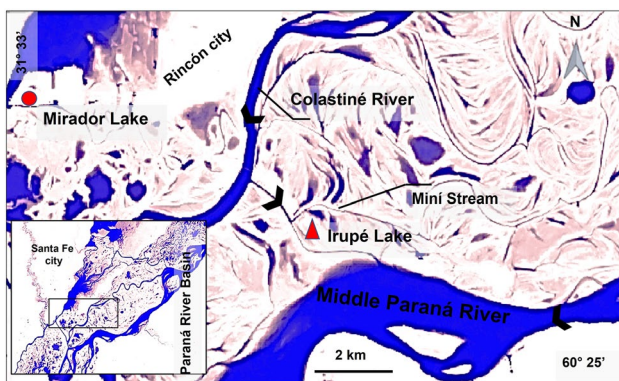 31° 33'
Rincón city
N
Colastiné River
Mirador Lake
Miní Stream
Irupé Lake
Santa Fe
city
Paraná River Basin
Middle Paraná River
2 km
60° 25'